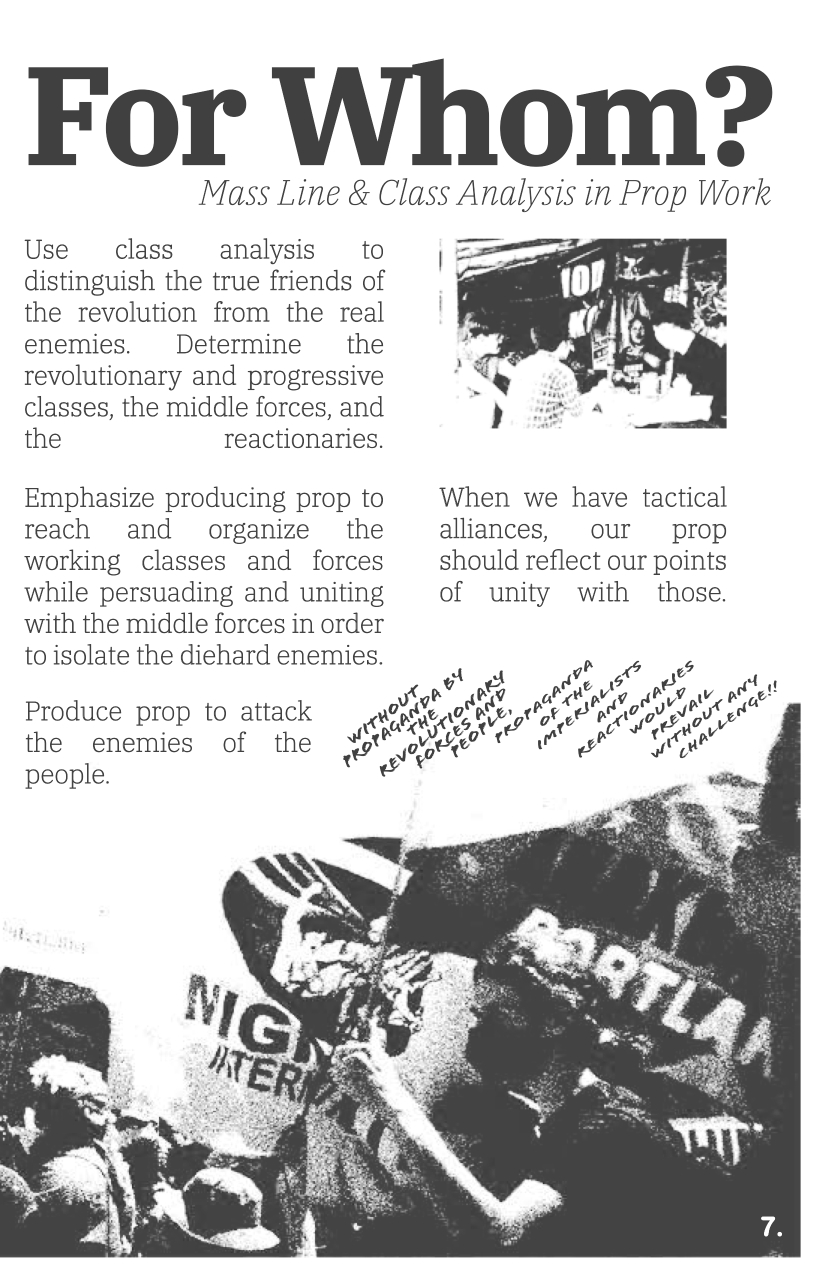 For Whom?
Mass Line & Class Analysis in Prop Work
Use class analysis to
distinguish the true friends of
the revolution from the real
enemies. Determine the
revolutionary and progressive
classes, the middle forces, and
the reactionaries.
Emphasize producing prop to
reach and organize the
working classes and forces
while persuading and uniting
with the middle forces in order
to isolate the diehard enemies.
Produce prop to attack
the enemies of the
people.
When we have tactical
alliances, our prop
should reflect our points
of unity with those.
WITHOUT
PROPAGANDA BY
THE
REVOLUTIONARY
FORCES AND
PEOPLE,
PROPAGANDA
OF THE
IMPERIALISTS
AND
REACTIONARIES
WOULD
PREVAIL
WITHOUT ANY
CHALLENGE!!
YOU
NIGH
INTERNA
PORTLA
7.